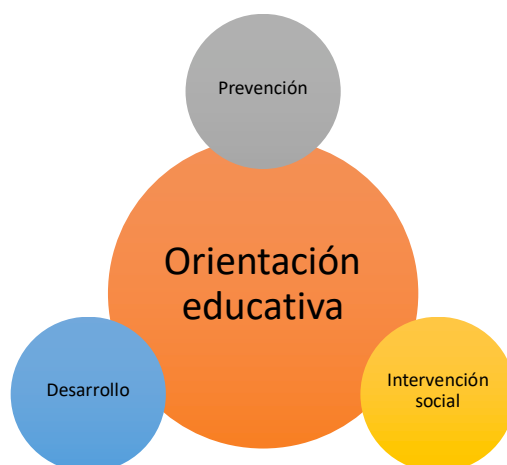 Prevención
Orientación
educativa
Desarrollo
Intervención
social